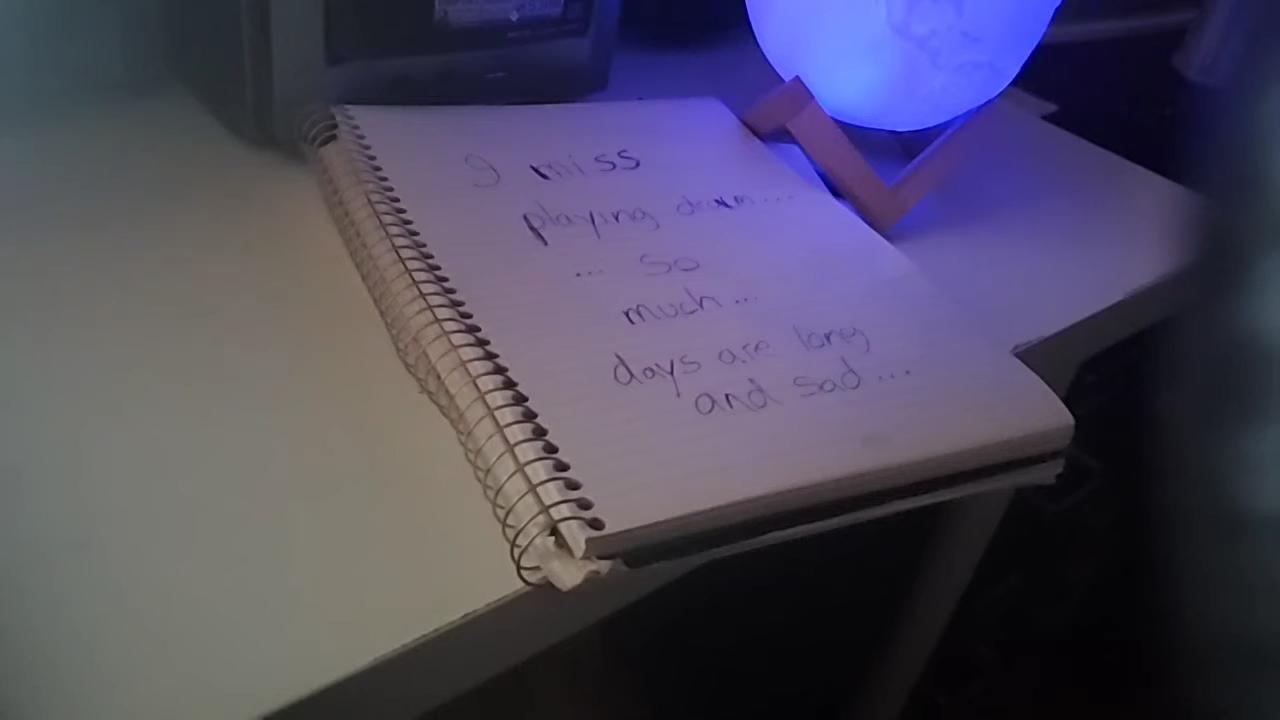 I miss
playing drum....
... so
much...
days are long
and sad...